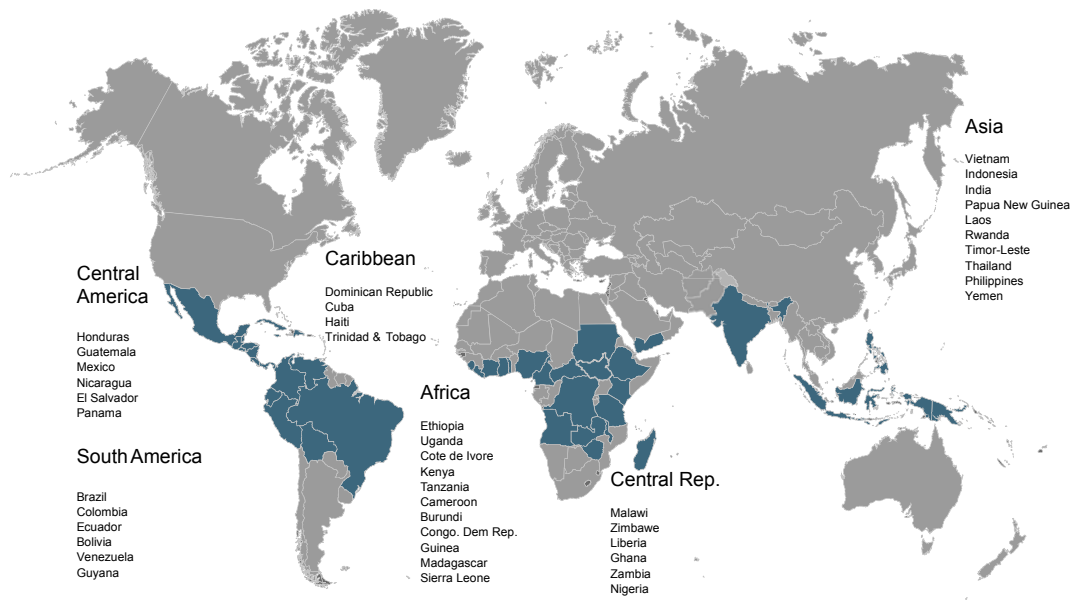 Central
America
Honduras
Guatemala
Mexico
Nicaragua
El Salvador
Panama
South America
Brazil
Colombia
Ecuador
Bolivia
Venezuela
Guyana
Caribbean
Dominican Republic
Cuba
Haiti
Trinidad & Tobago
Africa
Ethiopia
Uganda
Cote de Ivore
Kenya
Tanzania
Cameroon
Burundi
Congo. Dem Rep.
Guinea
Madagascar
Sierra Leone
Central Rep.
Malawi
Zimbawe
Liberia
Ghana
Zambia
Nigeria
Asia
Vietnam
Indonesia
India
Papua New Guinea
Laos
Rwanda
Timor-Leste
Thailand
Philippines
Yemen